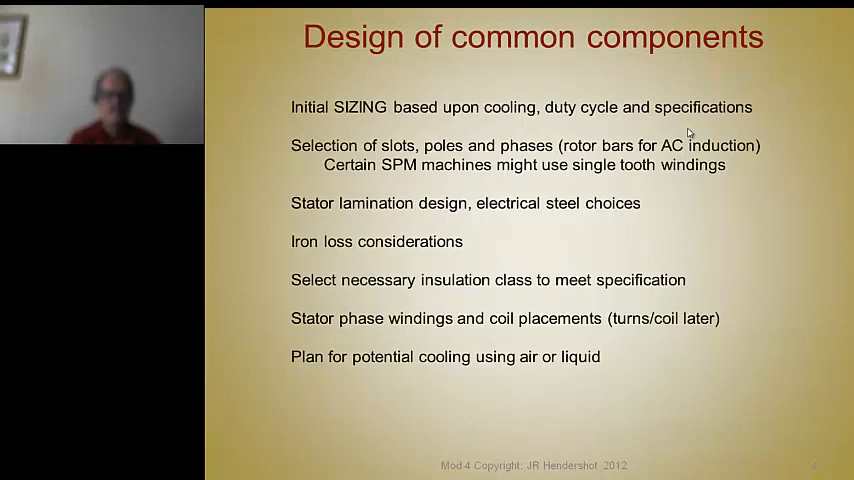 Design of common components
Initial SIZING based upon cooling, duty cycle and specifications
Selection of slots, poles and phases (rotor bars for AC induction)
Certain SPM machines might use single tooth windings
Stator lamination design, electrical steel choices
Iron loss considerations
Select necessary insulation class to meet specification
Stator phase windings and coil placements (turns/coil later)
Plan for potential cooling using air or liquid
Mod 4 Copyright: JR Hendershot 2012